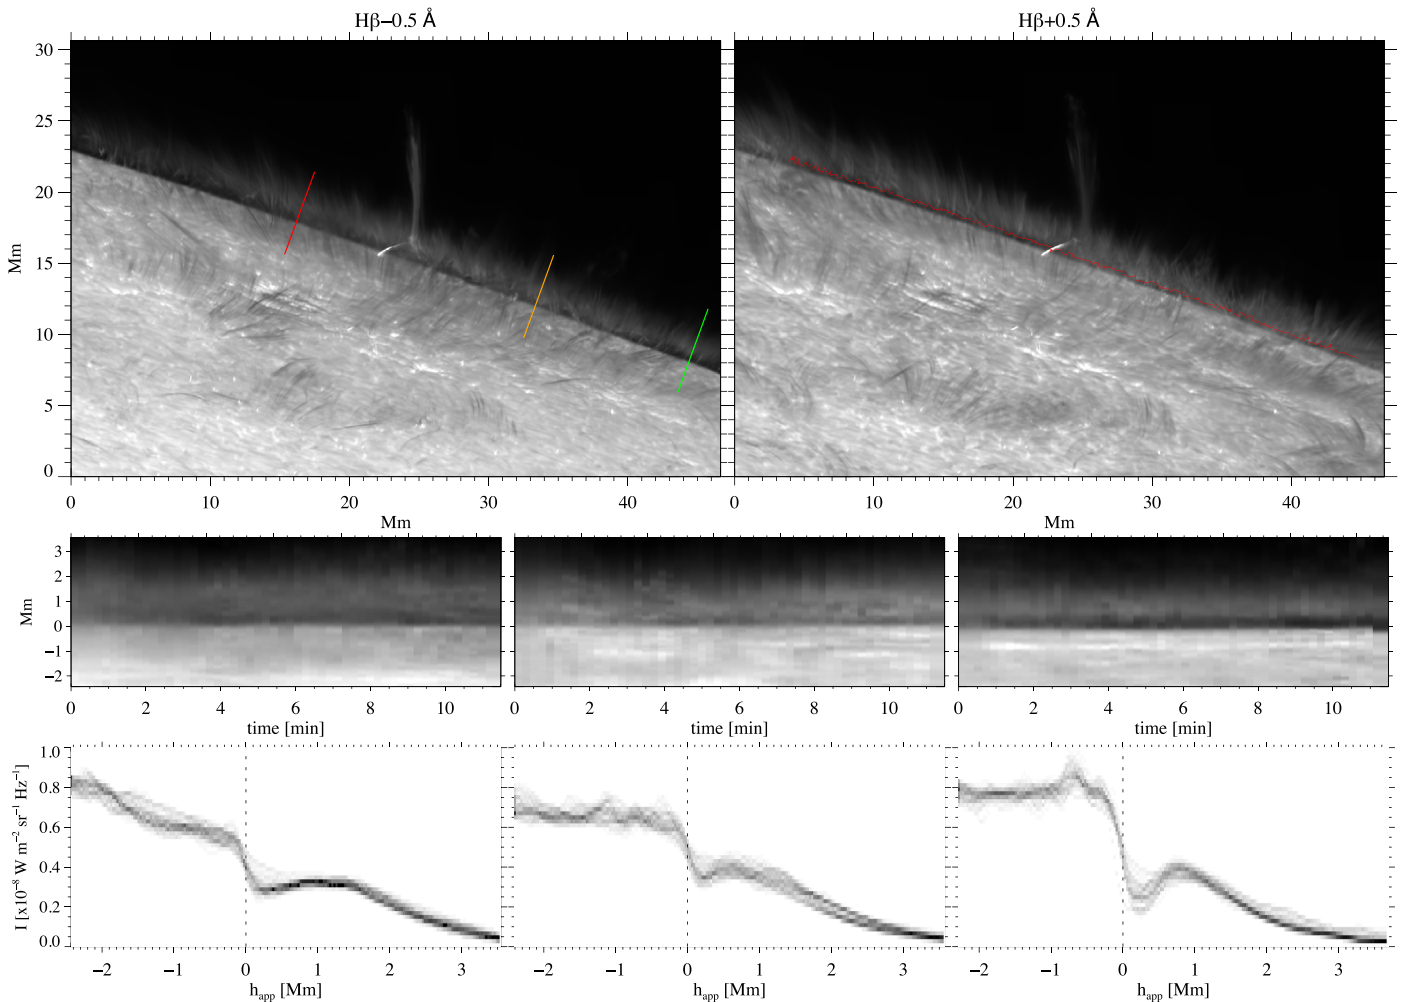 Hβ−0.5 Å
Hβ+0.5 Å
30
25
20
15
10
5
0
Mm
0 10 20 30 40
Mm
0 10 20 30 40
Mm
3
2
1
0
−1
−2
Mm
0 2 4 6 8 10
time [min]
0 2 4 6 8 10
time [min]
0 2 4 6 8 10
time [min]
1.0
0.8
0.6
0.4
0.2
0.0
I [x10⁻⁸ W m⁻² sr⁻¹ Hz⁻¹]
−2 −1 0 1 2 3
h_app [Mm]
−2 −1 0 1 2 3
h_app [Mm]
−2 −1 0 1 2 3
h_app [Mm]